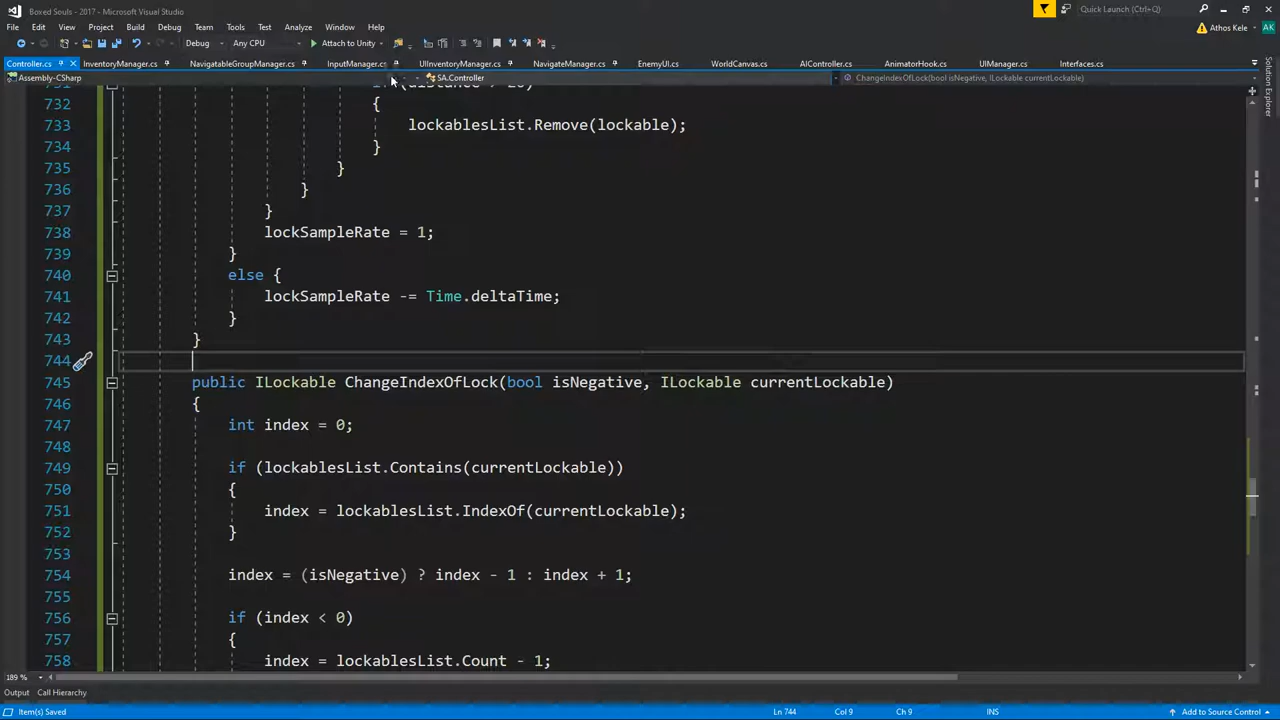 Boxed Souls - 2017 - Microsoft Visual Studio
Quick Launch (Ctrl+Q)
File Edit View Project Build Debug Team Tools Test Analyze Window Help
Athos Kele AK
Debug Any CPU Attach to Unity
Controller.cs InventoryManager.cs NavigatableGroupManager.cs InputManager.cs UIInventoryManager.cs NavigateManager.cs EnemyUI.cs WorldCanvas.cs AIController.cs AnimatorHook.cs UIManager.cs Interfaces.cs
Assembly-CSharp SA.Controller ChangeIndexOfLock(bool isNegative, ILockable currentLockable)
Solution Explorer
732 {
733 lockablesList.Remove(lockable);
734 }
735 }
736 }
737 }
738 lockSampleRate = 1;
739 }
740 else {
741 lockSampleRate -= Time.deltaTime;
742 }
743 }
744
745 public ILockable ChangeIndexOfLock(bool isNegative, ILockable currentLockable)
746 {
747 int index = 0;
748
749 if (lockablesList.Contains(currentLockable))
750 {
751 index = lockablesList.IndexOf(currentLockable);
752 }
753
754 index = (isNegative) ? index - 1 : index + 1;
755
756 if (index < 0)
757 {
758 index = lockablesList.Count - 1;
189 %
Output Call Hierarchy
Item(s) Saved Ln 744 Col 9 Ch 9 INS Add to Source Control